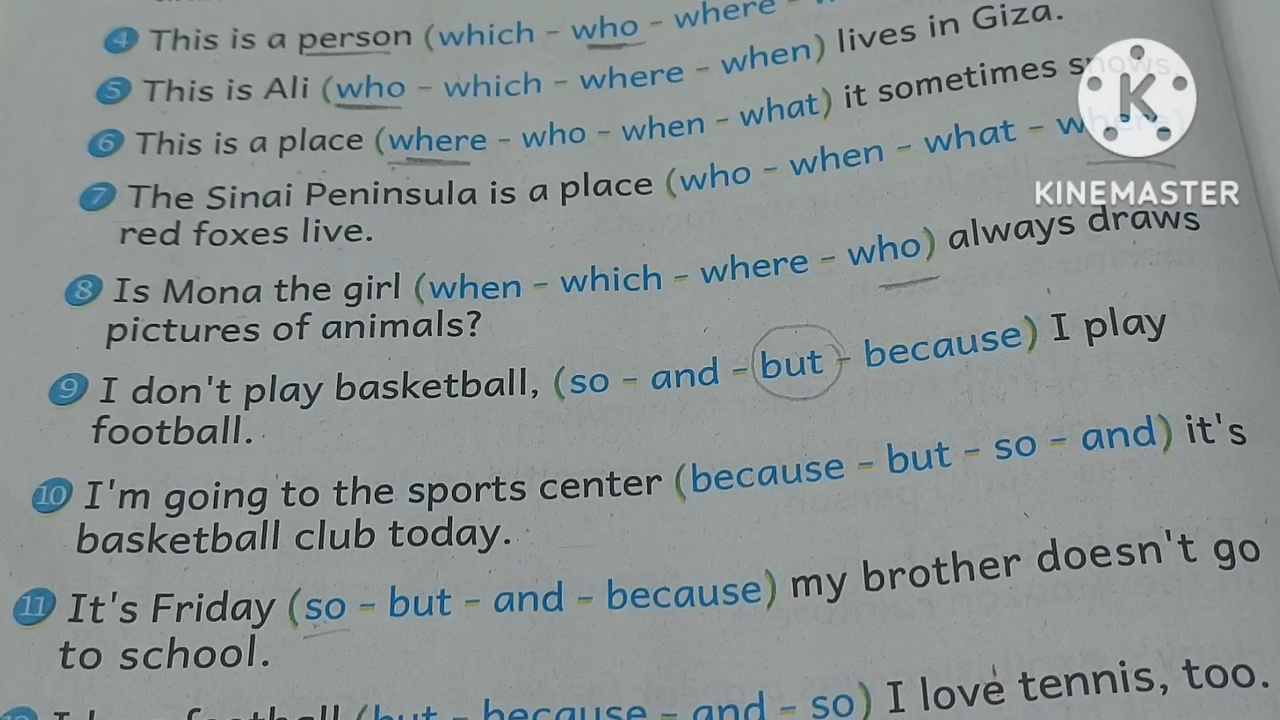 4 This is a person (which - who - where -
5 This is Ali (who - which - where - when) lives in Giza.
6 This is a place (where - who - when - what) it sometimes snows.
7 The Sinai Peninsula is a place (who - when - what - where)
red foxes live.
8 Is Mona the girl (when - which - where - who) always draws
pictures of animals?
9 I don't play basketball, (so - and - but - because) I play
football.
10 I'm going to the sports center (because - but - so - and) it's
basketball club today.
11 It's Friday (so - but - and - because) my brother doesn't go
to school.
I football (but - because - and - so) I love tennis, too.
K
KINEMASTER